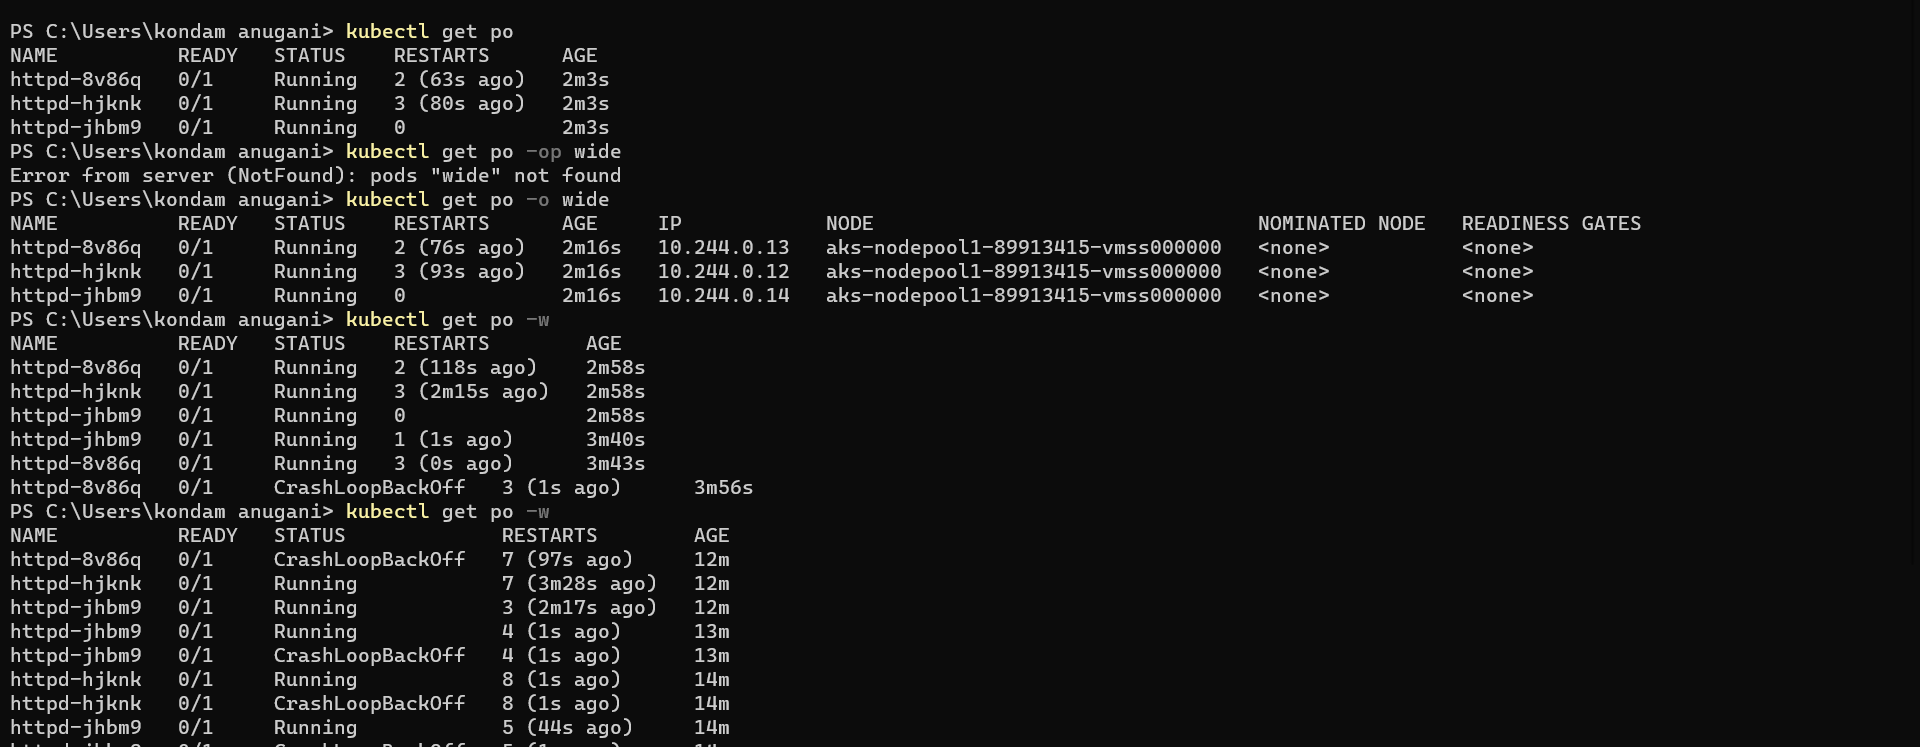 PS C:\Users\kondam anugani> kubectl get po
NAME          READY   STATUS    RESTARTS      AGE
httpd-8v86q   0/1     Running   2 (63s ago)   2m3s
httpd-hjknk   0/1     Running   3 (80s ago)   2m3s
httpd-jhbm9   0/1     Running   0             2m3s
PS C:\Users\kondam anugani> kubectl get po -op wide
Error from server (NotFound): pods "wide" not found
PS C:\Users\kondam anugani> kubectl get po -o wide
NAME          READY   STATUS    RESTARTS      AGE     IP            NODE                                NOMINATED NODE   READINESS GATES
httpd-8v86q   0/1     Running   2 (76s ago)   2m16s   10.244.0.13   aks-nodepool1-89913415-vmss000000   <none>           <none>
httpd-hjknk   0/1     Running   3 (93s ago)   2m16s   10.244.0.12   aks-nodepool1-89913415-vmss000000   <none>           <none>
httpd-jhbm9   0/1     Running   0             2m16s   10.244.0.14   aks-nodepool1-89913415-vmss000000   <none>           <none>
PS C:\Users\kondam anugani> kubectl get po -w
NAME          READY   STATUS    RESTARTS        AGE
httpd-8v86q   0/1     Running   2 (118s ago)    2m58s
httpd-hjknk   0/1     Running   3 (2m15s ago)   2m58s
httpd-jhbm9   0/1     Running   0               2m58s
httpd-jhbm9   0/1     Running   1 (1s ago)      3m40s
httpd-8v86q   0/1     Running   3 (0s ago)      3m43s
httpd-8v86q   0/1     CrashLoopBackOff   3 (1s ago)      3m56s
PS C:\Users\kondam anugani> kubectl get po -w
NAME          READY   STATUS             RESTARTS        AGE
httpd-8v86q   0/1     CrashLoopBackOff   7 (97s ago)     12m
httpd-hjknk   0/1     Running            7 (3m28s ago)   12m
httpd-jhbm9   0/1     Running            3 (2m17s ago)   12m
httpd-jhbm9   0/1     Running            4 (1s ago)      13m
httpd-jhbm9   0/1     CrashLoopBackOff   4 (1s ago)      13m
httpd-hjknk   0/1     Running            8 (1s ago)      14m
httpd-hjknk   0/1     CrashLoopBackOff   8 (1s ago)      14m
httpd-jhbm9   0/1     Running            5 (44s ago)     14m